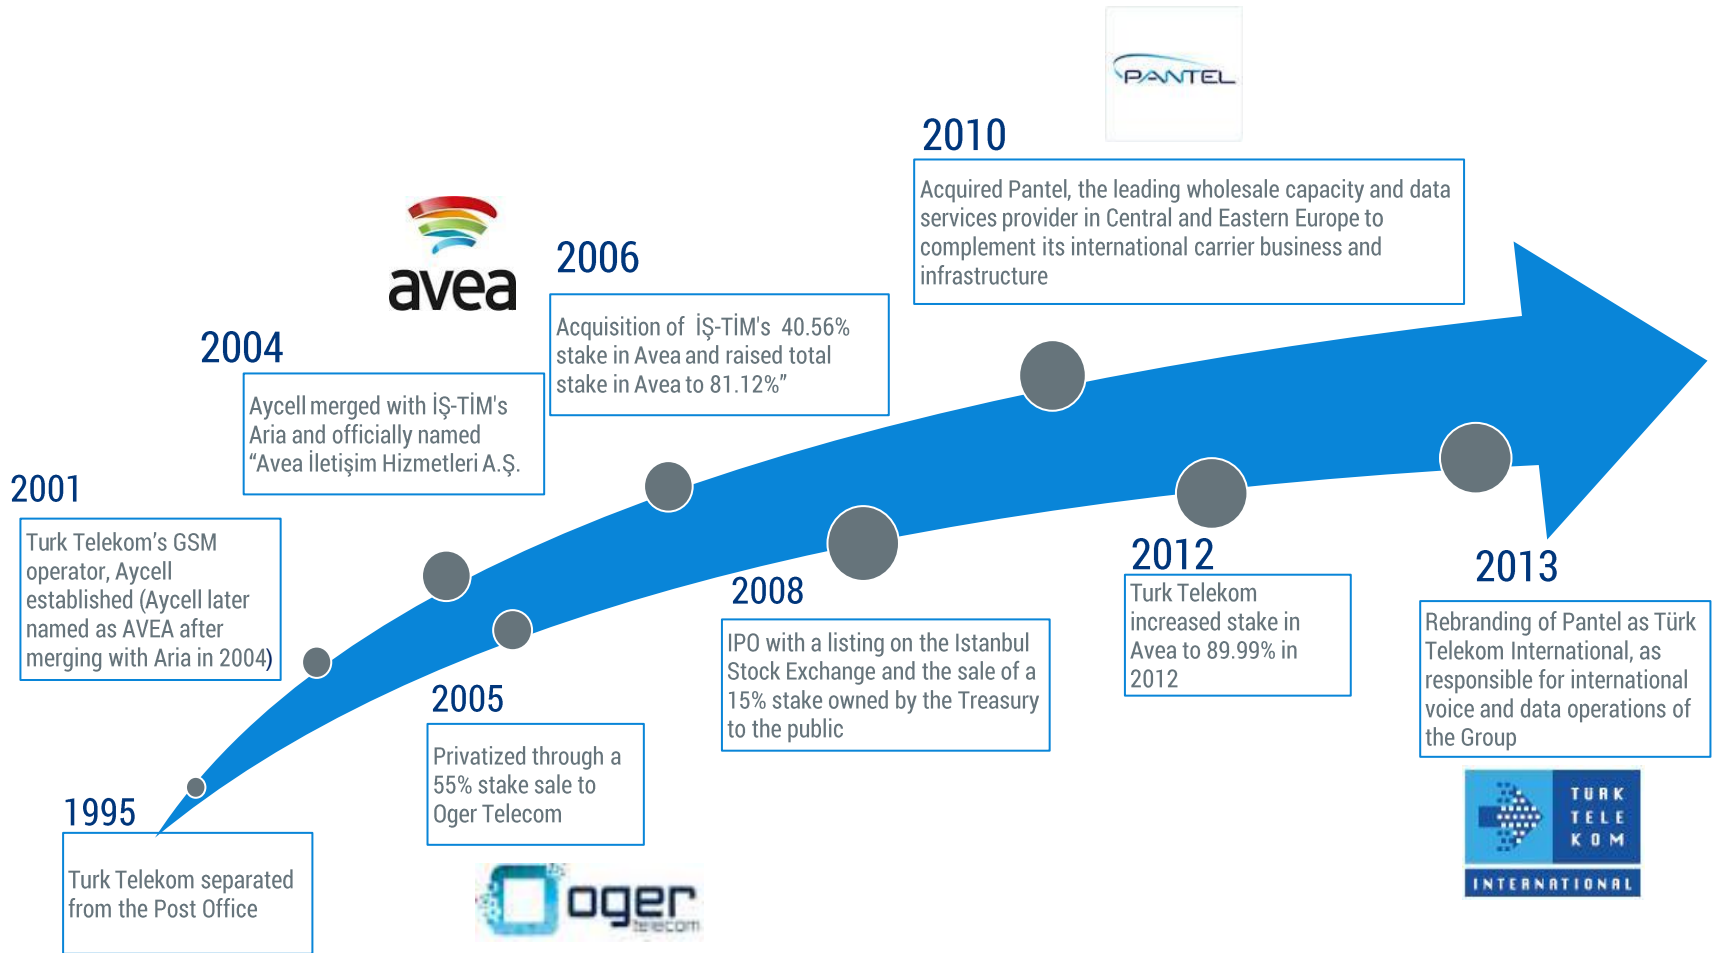 PANTEL
2010
Acquired Pantel, the leading wholesale capacity and data
services provider in Central and Eastern Europe to
complement its international carrier business and
infrastructure
avea
2006
Acquisition of İŞ-TİM's 40.56%
stake in Avea and raised total
stake in Avea to 81.12%”
2004
Aycell merged with İŞ-TİM's
Aria and officially named
“Avea İletişim Hizmetleri A.Ş.
2001
Turk Telekom’s GSM
operator, Aycell
established (Aycell later
named as AVEA after
merging with Aria in 2004)
1995
Turk Telekom separated
from the Post Office
2005
Privatized through a
55% stake sale to
Oger Telecom
oger
telecom
2008
IPO with a listing on the Istanbul
Stock Exchange and the sale of a
15% stake owned by the Treasury
to the public
2012
Turk Telekom
increased stake in
Avea to 89.99% in
2012
2013
Rebranding of Pantel as Türk
Telekom International, as
responsible for international
voice and data operations of
the Group
TÜRK
TELE
KOM
INTERNATIONAL